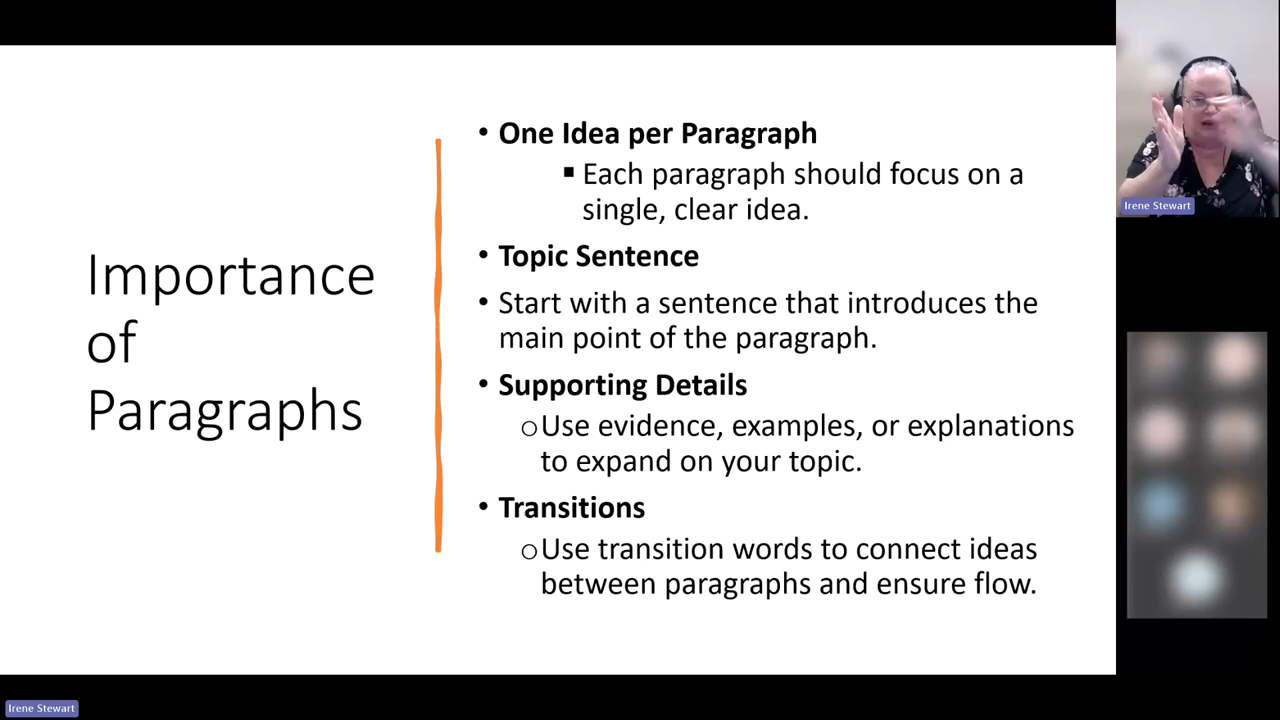 Importance
of
Paragraphs
• One Idea per Paragraph
▪ Each paragraph should focus on a
single, clear idea.
• Topic Sentence
• Start with a sentence that introduces the
main point of the paragraph.
• Supporting Details
○Use evidence, examples, or explanations
to expand on your topic.
• Transitions
○Use transition words to connect ideas
between paragraphs and ensure flow.
Irene Stewart
Irene Stewart